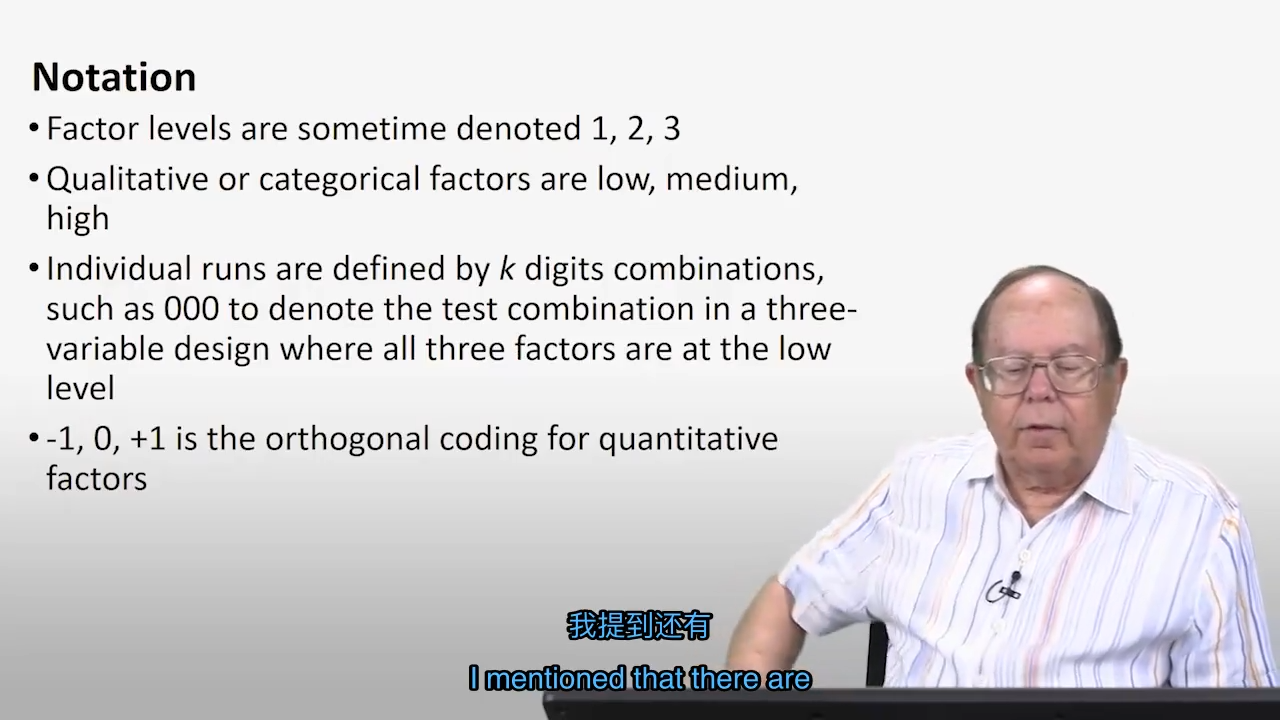 Notation
• Factor levels are sometime denoted 1, 2, 3
• Qualitative or categorical factors are low, medium,
high
• Individual runs are defined by k digits combinations,
such as 000 to denote the test combination in a three-
variable design where all three factors are at the low
level
• -1, 0, +1 is the orthogonal coding for quantitative
factors
我提到还有
I mentioned that there are